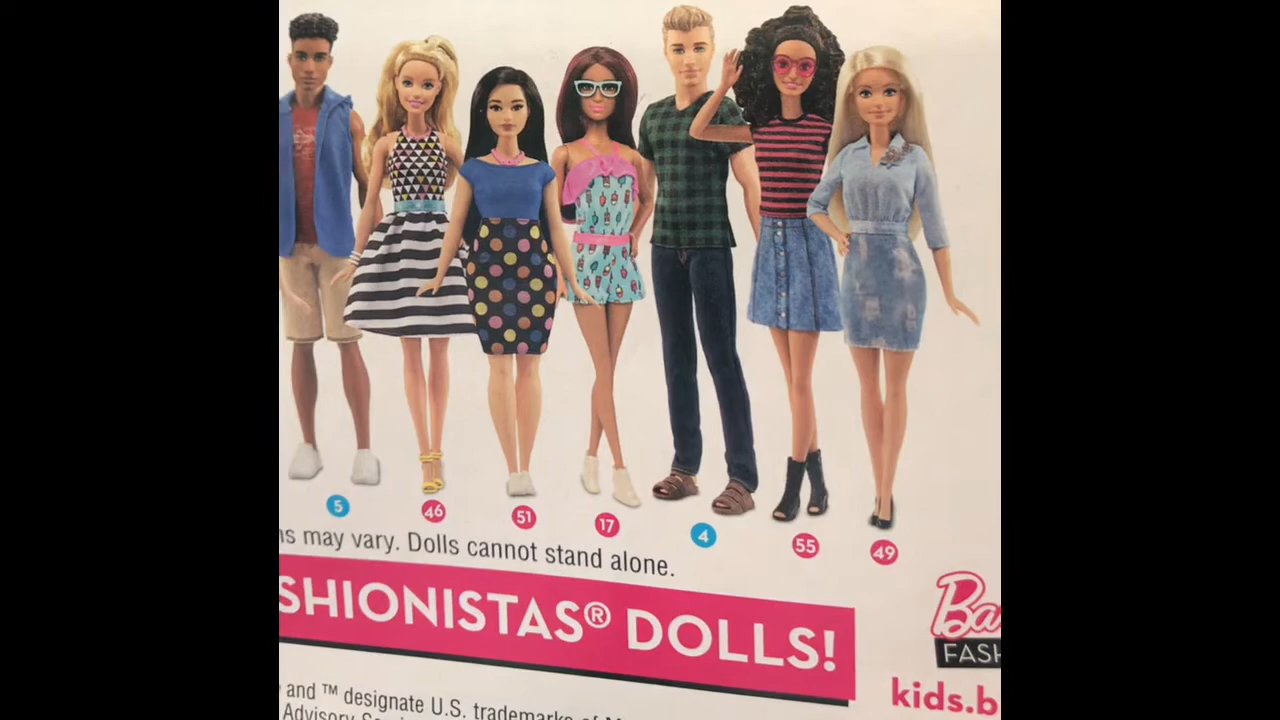 5 46 51 17 4 55 49
ns may vary. Dolls cannot stand alone.
SHIONISTAS® DOLLS!
Ba
FASH
kids.b
and ™ designate U.S. trademarks of M
Advisory